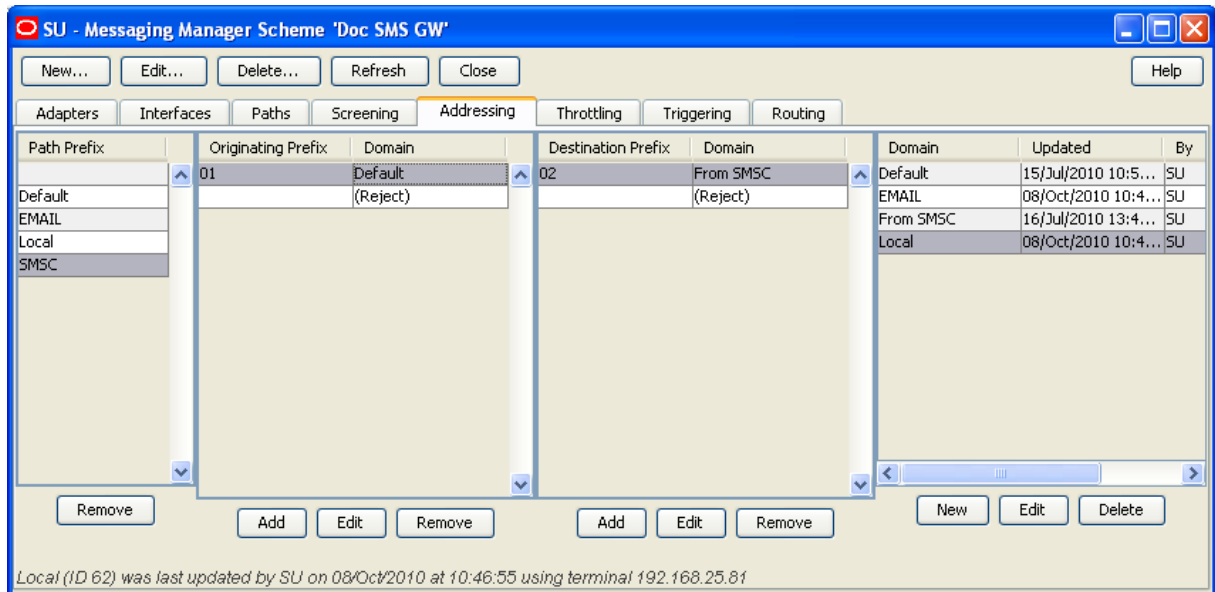 SU - Messaging Manager Scheme 'Doc SMS GW'
New... Edit... Delete... Refresh Close Help
Adapters Interfaces Paths Screening Addressing Throttling Triggering Routing
Path Prefix
Default
EMAIL
Local
SMSC
Remove
Originating Prefix Domain
01 Default
(Reject)
Add Edit Remove
Destination Prefix Domain
02 From SMSC
(Reject)
Add Edit Remove
Domain Updated By
Default 15/Jul/2010 10:5... SU
EMAIL 08/Oct/2010 10:4... SU
From SMSC 16/Jul/2010 13:4... SU
Local 08/Oct/2010 10:4... SU
New Edit Delete
Local (ID 62) was last updated by SU on 08/Oct/2010 at 10:46:55 using terminal 192.168.25.81